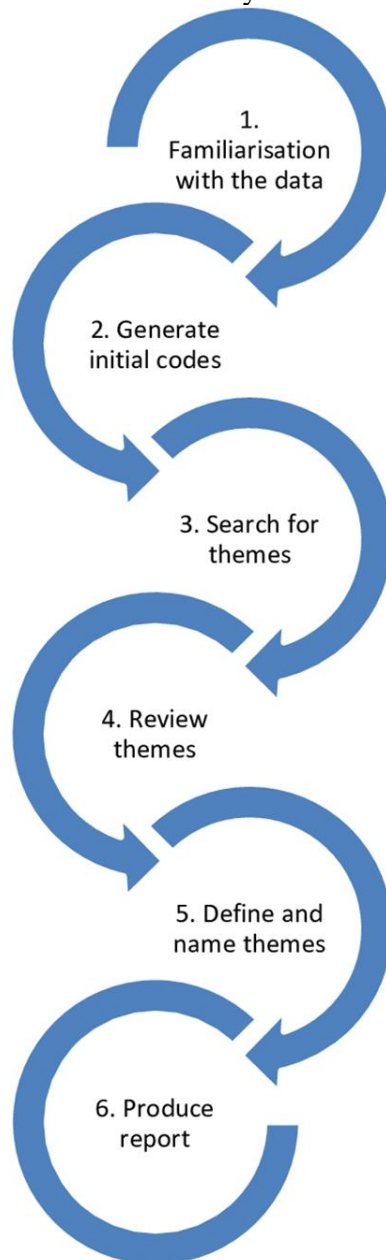 1.
Familiarisation
with the data
2. Generate
initial codes
3. Search for
themes
4. Review
themes
5. Define and
name themes
6. Produce
report